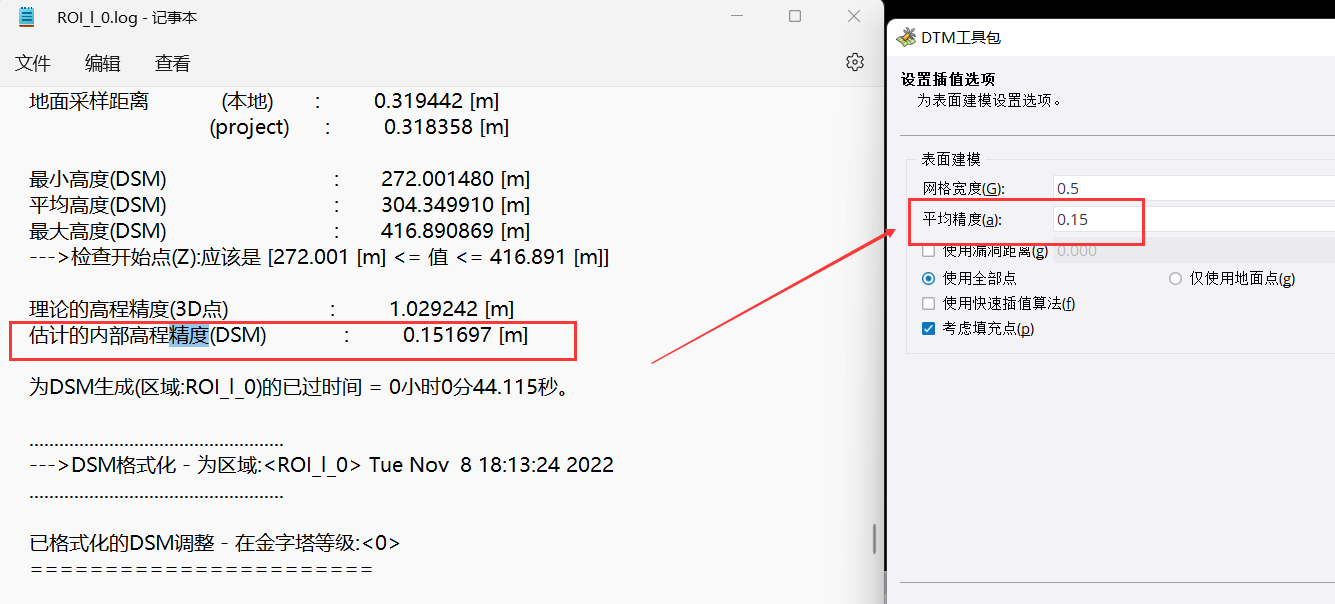 ROI_l_0.log - 记事本
文件 编辑 查看
地面采样距离 (本地) : 0.319442 [m]
(project) : 0.318358 [m]
最小高度(DSM) : 272.001480 [m]
平均高度(DSM) : 304.349910 [m]
最大高度(DSM) : 416.890869 [m]
--->检查开始点(Z):应该是 [272.001 [m] <= 值 <= 416.891 [m]]
理论的高程精度(3D点) : 1.029242 [m]
估计的内部高程精度(DSM) : 0.151697 [m]
为DSM生成(区域:ROI_l_0)的已过时间 = 0小时0分44.115秒。
...................................................
--->DSM格式化 - 为区域:<ROI_l_0> Tue Nov  8 18:13:24 2022
...................................................
已格式化的DSM调整 - 在金字塔等级:<0>
=======================
DTM工具包
设置插值选项
为表面建模设置选项。
表面建模
网格宽度(G): 0.5
平均精度(a): 0.15
使用漏洞距离(g) 0.000
使用全部点 仅使用地面点(g)
使用快速插值算法(f)
考虑填充点(p)